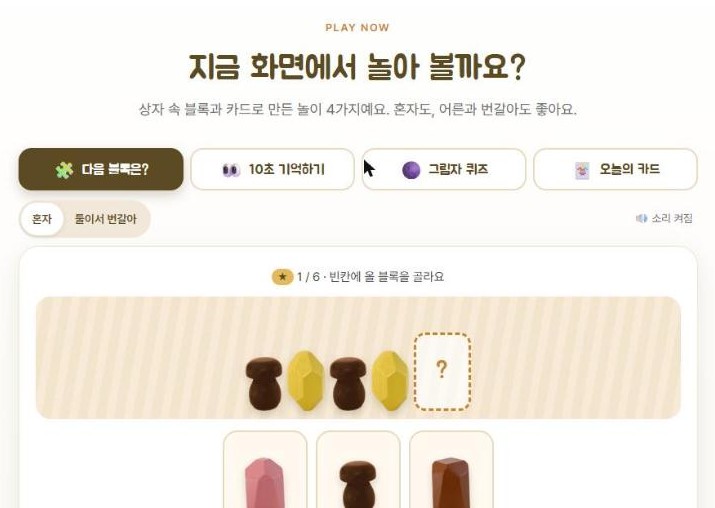 PLAY NOW
지금 화면에서 놀아 볼까요?
상자 속 블록과 카드로 만든 놀이 4가지예요. 혼자도, 어른과 번갈아도 좋아요.
다음 블록은?
10초 기억하기
그림자 퀴즈
오늘의 카드
혼자
둘이서 번갈아
소리 켜짐
★ 1 / 6 · 빈칸에 올 블록을 골라요
?